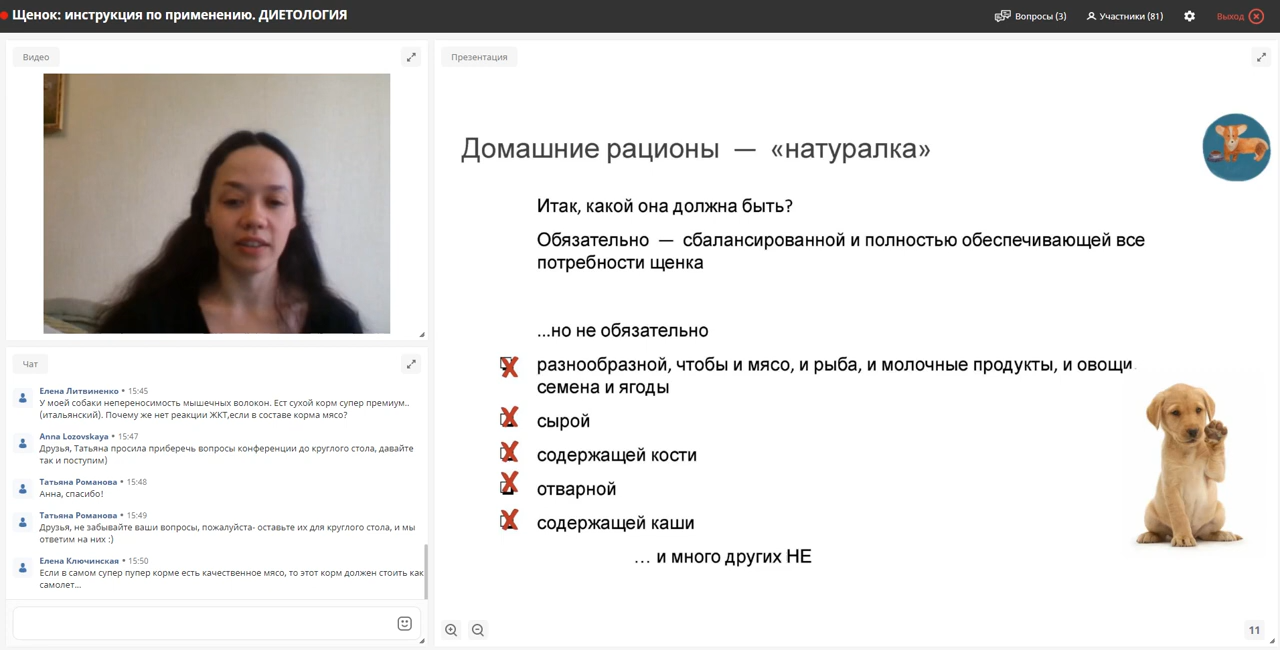 Щенок: инструкция по применению. ДИЕТОЛОГИЯ
Вопросы (3)
Участники (81)
Выход
Видео
Чат
Елена Литвиненко • 15:45
У моей собаки непереносимость мышечных волокон. Ест сухой корм супер премиум..
(итальянский). Почему же нет реакции ЖКТ,если в составе корма мясо?
Anna Lozovskaya • 15:47
Друзья, Татьяна просила приберечь вопросы конференции до круглого стола, давайте
так и поступим)
Татьяна Романова • 15:48
Анна, спасибо!
Татьяна Романова • 15:49
Друзья, не забывайте ваши вопросы, пожалуйста- оставьте их для круглого стола, и мы
ответим на них :)
Елена Ключинская • 15:50
Если в самом супер пупер корме есть качественное мясо, то этот корм должен стоить как
самолет...
Презентация
Домашние рационы — «натуралка»
Итак, какой она должна быть?
Обязательно — сбалансированной и полностью обеспечивающей все
потребности щенка
...но не обязательно
разнообразной, чтобы и мясо, и рыба, и молочные продукты, и овощи.
семена и ягоды
сырой
содержащей кости
отварной
содержащей каши
... и много других НЕ
11